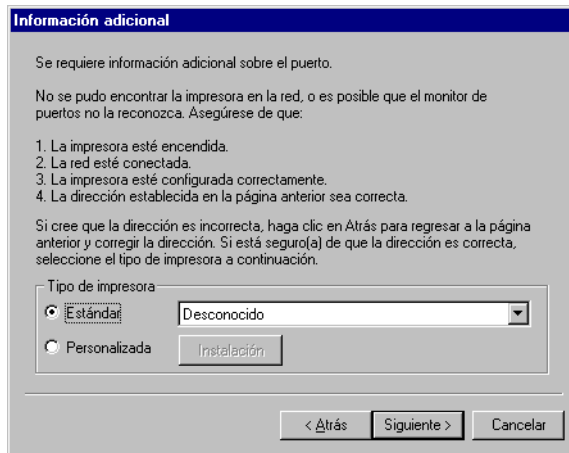 Información adicional
Se requiere información adicional sobre el puerto.
No se pudo encontrar la impresora en la red, o es posible que el monitor de
puertos no la reconozca. Asegúrese de que:
1. La impresora esté encendida.
2. La red esté conectada.
3. La impresora esté configurada correctamente.
4. La dirección establecida en la página anterior sea correcta.
Si cree que la dirección es incorrecta, haga clic en Atrás para regresar a la página
anterior y corregir la dirección. Si está seguro(a) de que la dirección es correcta,
seleccione el tipo de impresora a continuación.
Tipo de impresora
Estándar Desconocido
Personalizada Instalación
< Atrás Siguiente > Cancelar